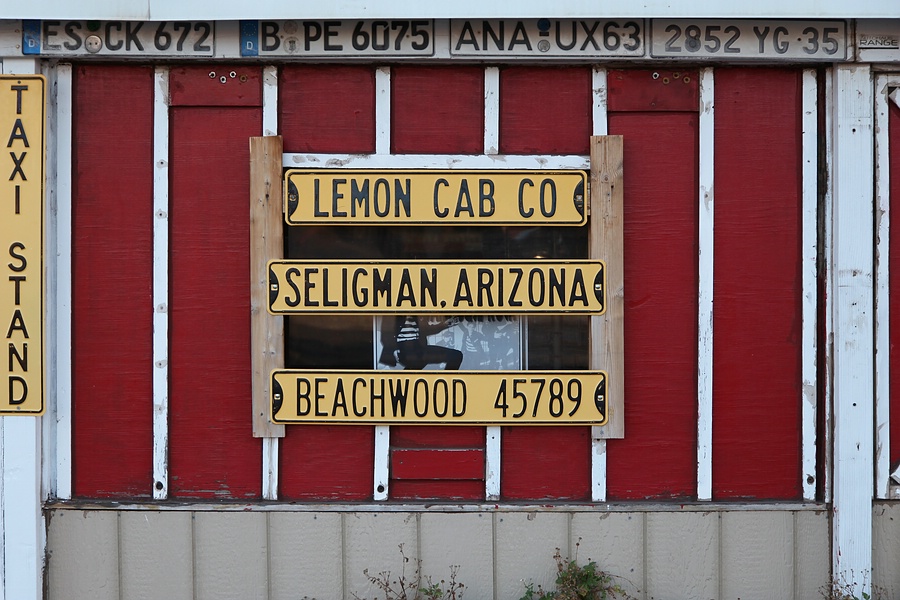 ES CK 672
B PE 6075
ANA UX63
2852 YG 35
RANGE
TAXI STAND
LEMON CAB CO
SELIGMAN, ARIZONA
BEACHWOOD 45789